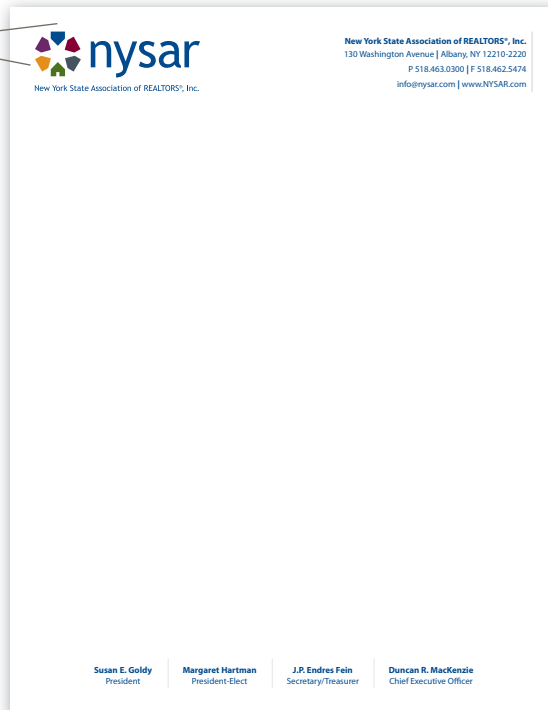 nysar
New York State Association of REALTORS®, Inc.
New York State Association of REALTORS®, Inc.
130 Washington Avenue | Albany, NY 12210-2220
P 518.463.0300 | F 518.462.5474
info@nysar.com | www.NYSAR.com
Susan E. Goldy
President
Margaret Hartman
President-Elect
J.P. Endres Fein
Secretary/Treasurer
Duncan R. MacKenzie
Chief Executive Officer